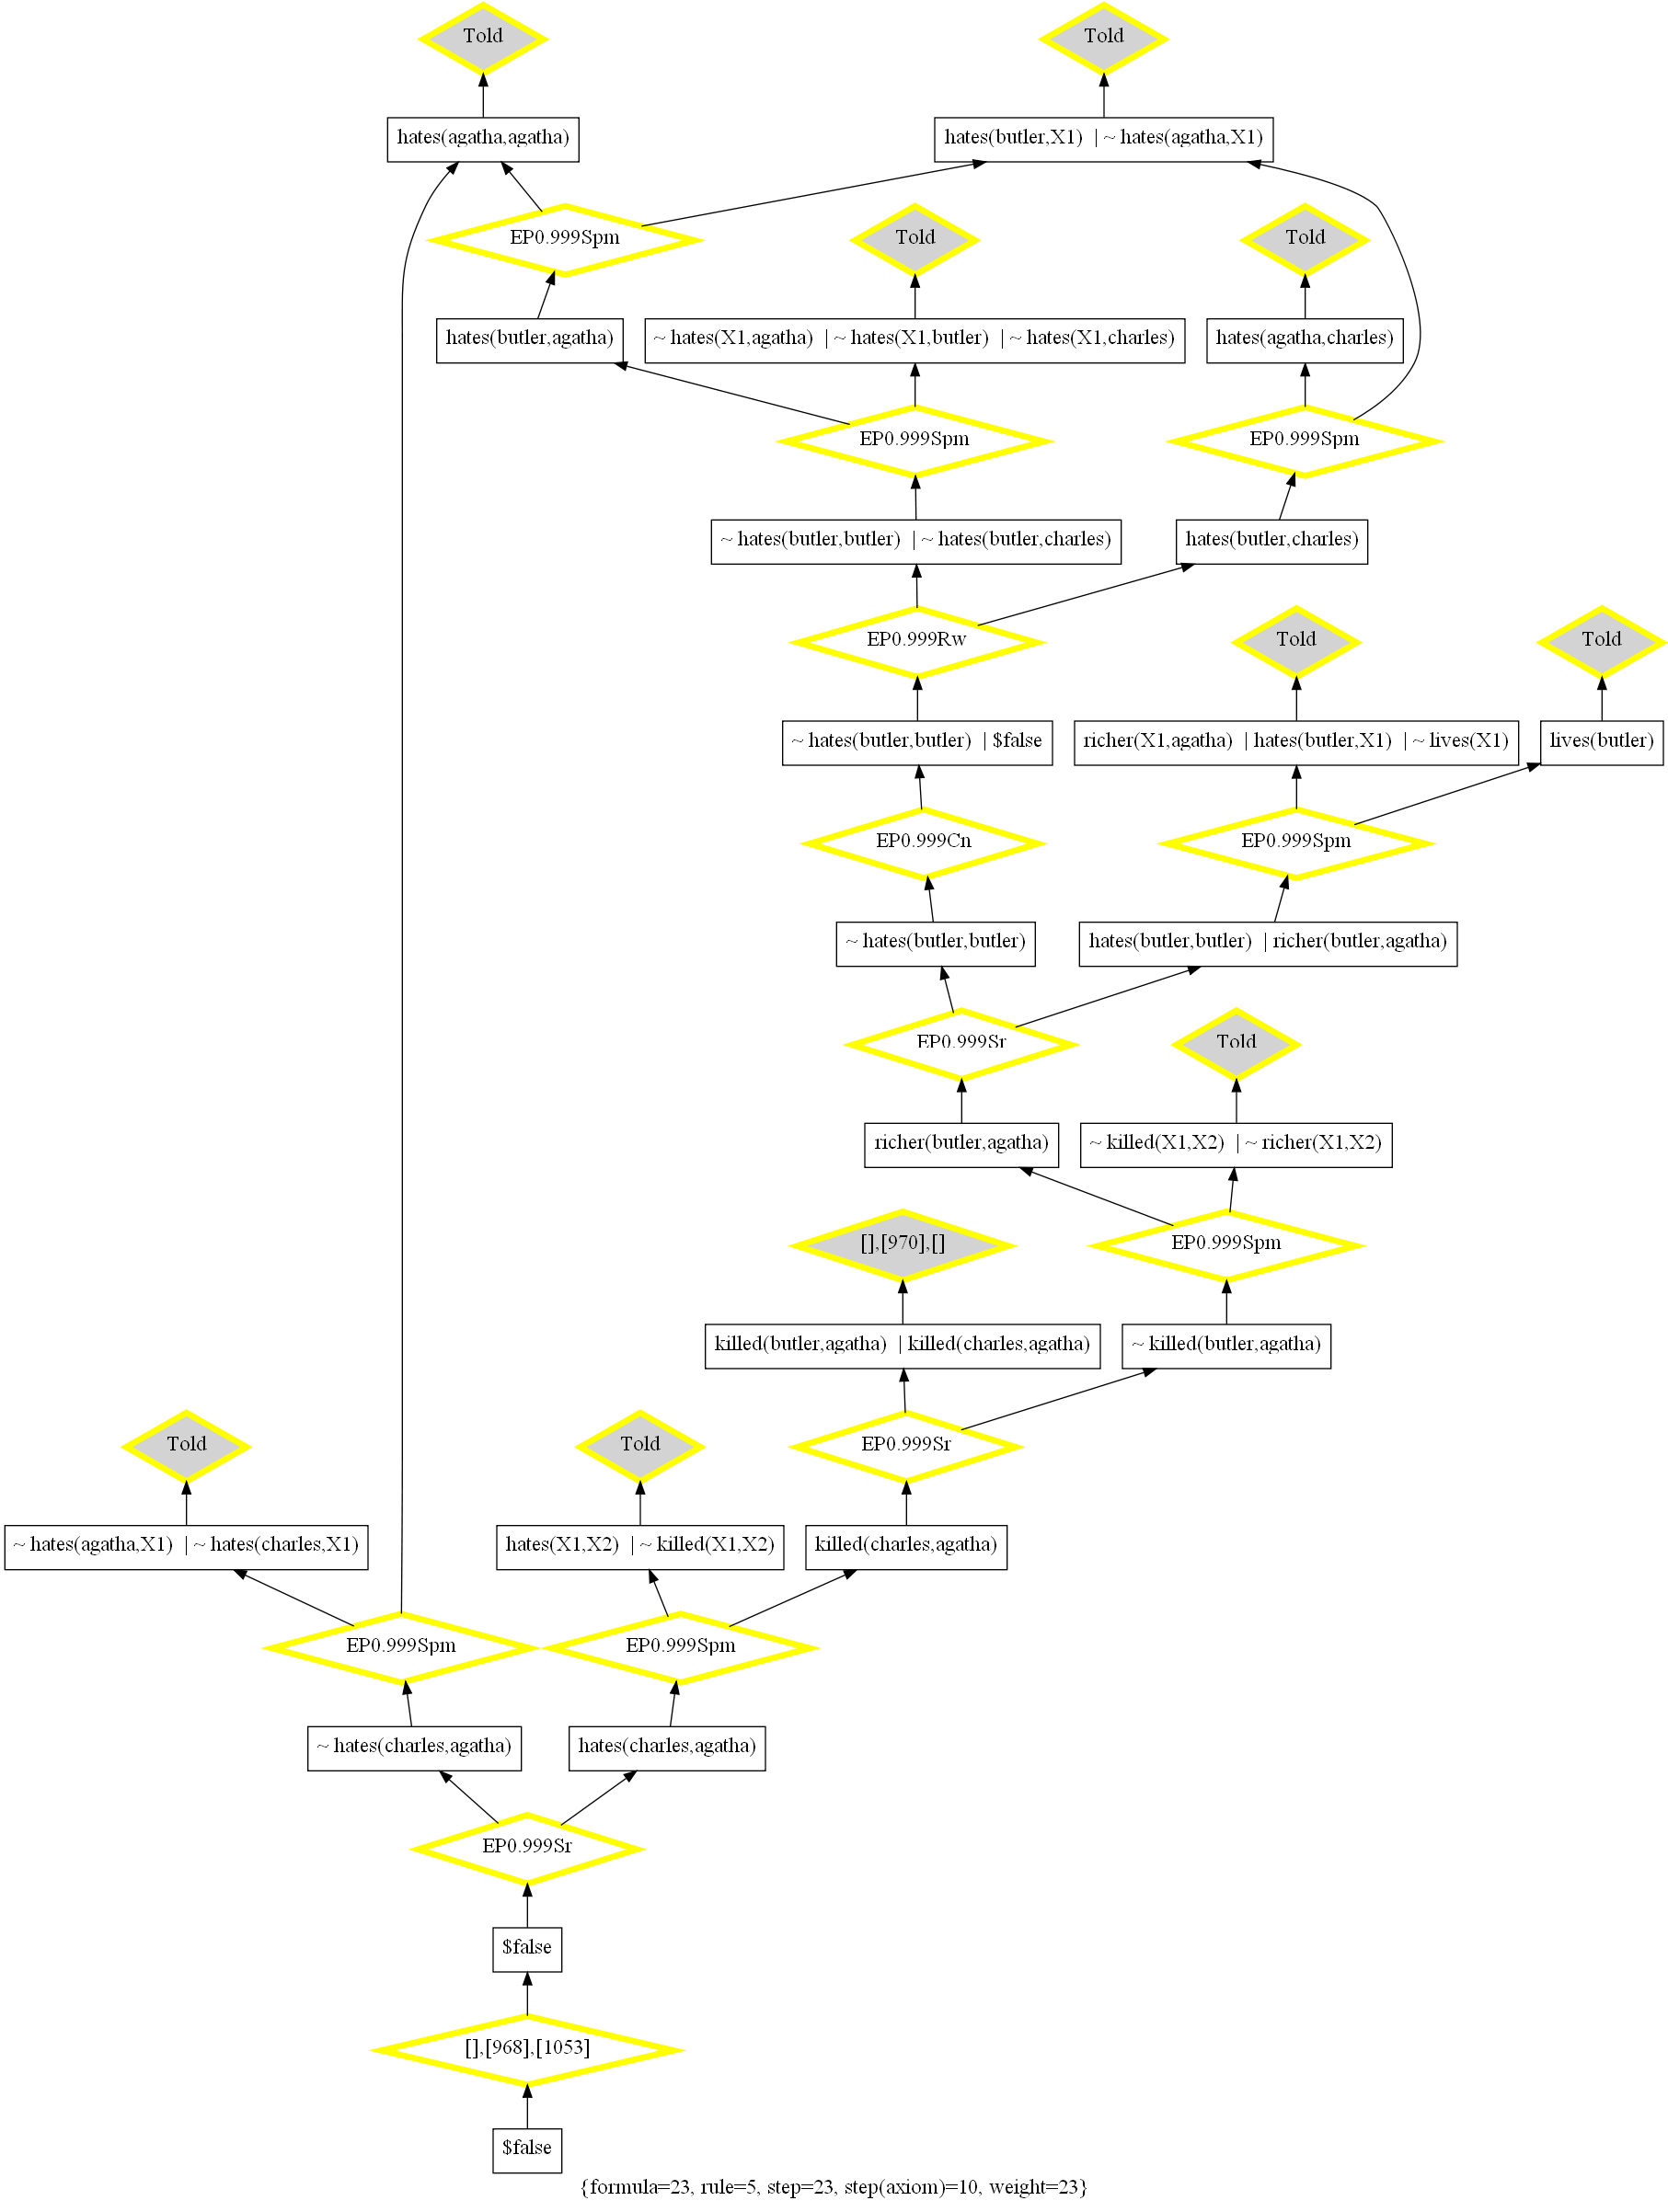 Told
Told
hates(agatha,agatha)
hates(butler,X1) | ~ hates(agatha,X1)
EP0.999Spm
Told
Told
hates(butler,agatha)
~ hates(X1,agatha) | ~ hates(X1,butler) | ~ hates(X1,charles)
hates(agatha,charles)
EP0.999Spm
EP0.999Spm
~ hates(butler,butler) | ~ hates(butler,charles)
hates(butler,charles)
EP0.999Rw
Told
Told
~ hates(butler,butler) | $false
richer(X1,agatha) | hates(butler,X1) | ~ lives(X1)
lives(butler)
EP0.999Cn
EP0.999Spm
~ hates(butler,butler)
hates(butler,butler) | richer(butler,agatha)
EP0.999Sr
Told
richer(butler,agatha)
~ killed(X1,X2) | ~ richer(X1,X2)
[],[970],[]
EP0.999Spm
killed(butler,agatha) | killed(charles,agatha)
~ killed(butler,agatha)
Told
Told
EP0.999Sr
~ hates(agatha,X1) | ~ hates(charles,X1)
hates(X1,X2) | ~ killed(X1,X2)
killed(charles,agatha)
EP0.999Spm
EP0.999Spm
~ hates(charles,agatha)
hates(charles,agatha)
EP0.999Sr
$false
[],[968],[1053]
$false
{formula=23, rule=5, step=23, step(axiom)=10, weight=23}